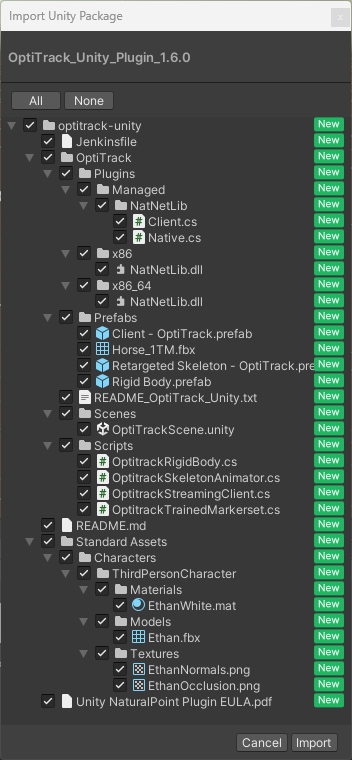 Import Unity Package
x
OptiTrack_Unity_Plugin_1.6.0
All None
optitrack-unity New
Jenkinsfile New
OptiTrack New
Plugins New
Managed New
NatNetLib New
# Client.cs New
# Native.cs New
x86 New
NatNetLib.dll New
x86_64 New
NatNetLib.dll New
Prefabs New
Client - OptiTrack.prefab New
Horse_1TM.fbx New
Retargeted Skeleton - OptiTrack.pre New
Rigid Body.prefab New
README_OptiTrack_Unity.txt New
Scenes New
OptiTrackScene.unity New
Scripts New
# OptitrackRigidBody.cs New
# OptitrackSkeletonAnimator.cs New
# OptitrackStreamingClient.cs New
# OptitrackTrainedMarkerset.cs New
README.md New
Standard Assets New
Characters New
ThirdPersonCharacter New
Materials New
EthanWhite.mat New
Models New
Ethan.fbx New
Textures New
EthanNormals.png New
EthanOcclusion.png New
Unity NaturalPoint Plugin EULA.pdf New
Cancel Import